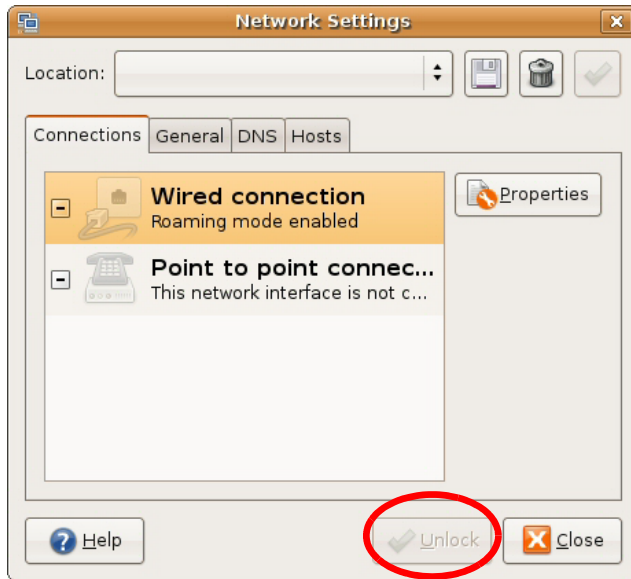 Network Settings
Location:
Connections General DNS Hosts
Wired connection
Roaming mode enabled
Properties
Point to point connec...
This network interface is not c...
Help Unlock Close